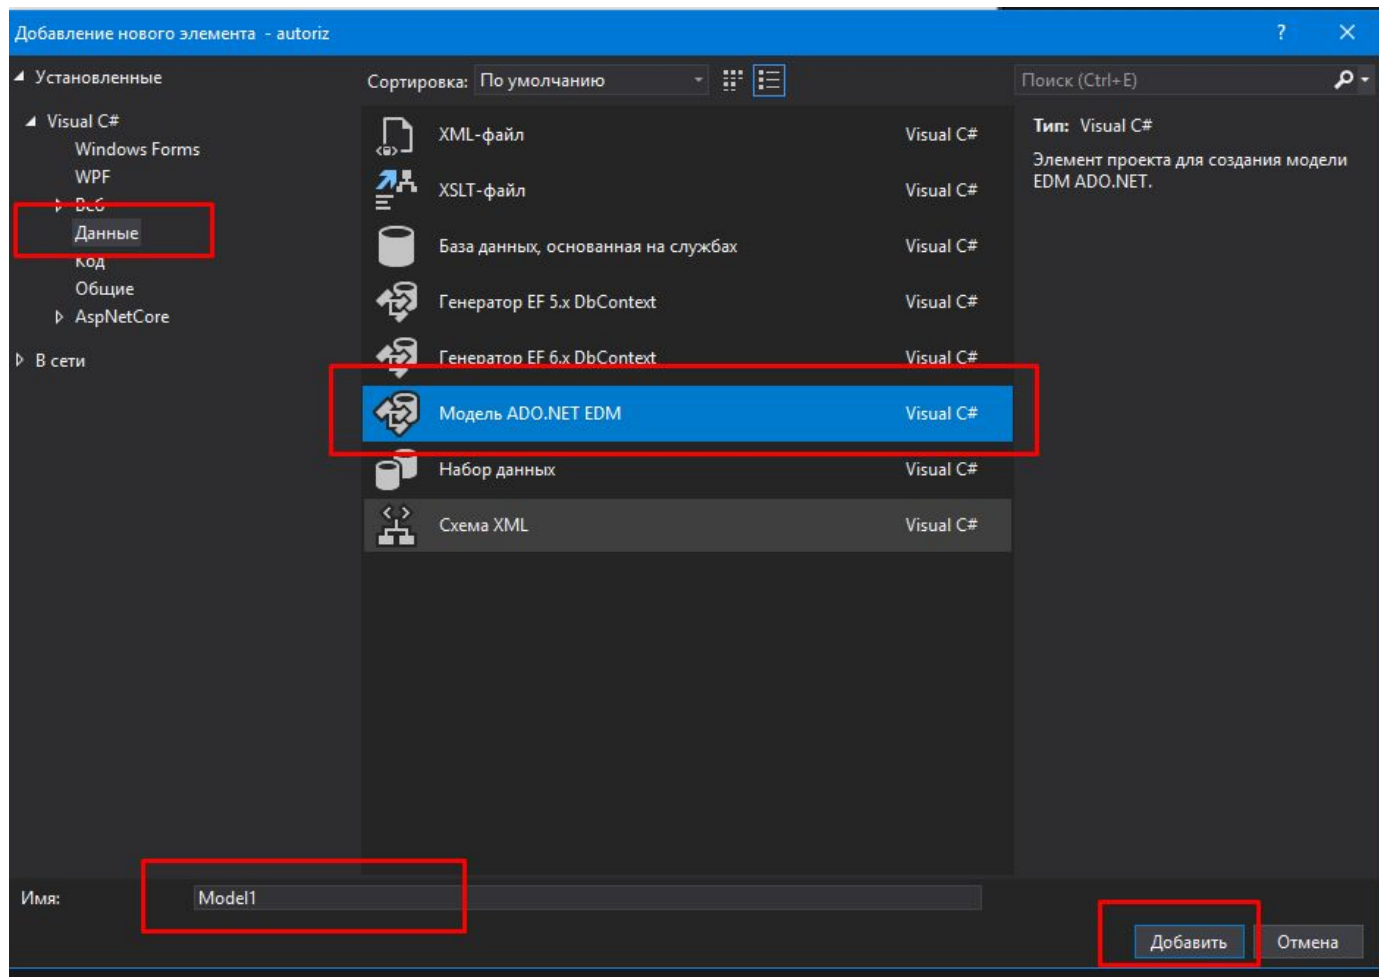 Добавление нового элемента - autoriz
?
Установленные
Visual C#
Windows Forms
WPF
Веб
Данные
Код
Общие
AspNetCore
В сети
Сортировка: По умолчанию
XML-файл Visual C#
XSLT-файл Visual C#
База данных, основанная на службах Visual C#
Генератор EF 5.x DbContext Visual C#
Генератор EF 6.x DbContext Visual C#
Модель ADO.NET EDM Visual C#
Набор данных Visual C#
Схема XML Visual C#
Поиск (Ctrl+E)
Тип: Visual C#
Элемент проекта для создания модели
EDM ADO.NET.
Имя: Model1
Добавить Отмена